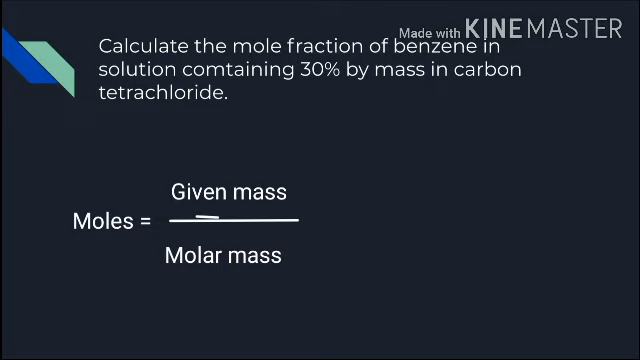 Made with KINEMASTER
Calculate the mole fraction of benzene in
solution comtaining 30% by mass in carbon
tetrachloride.
Given mass
Moles =
Molar mass